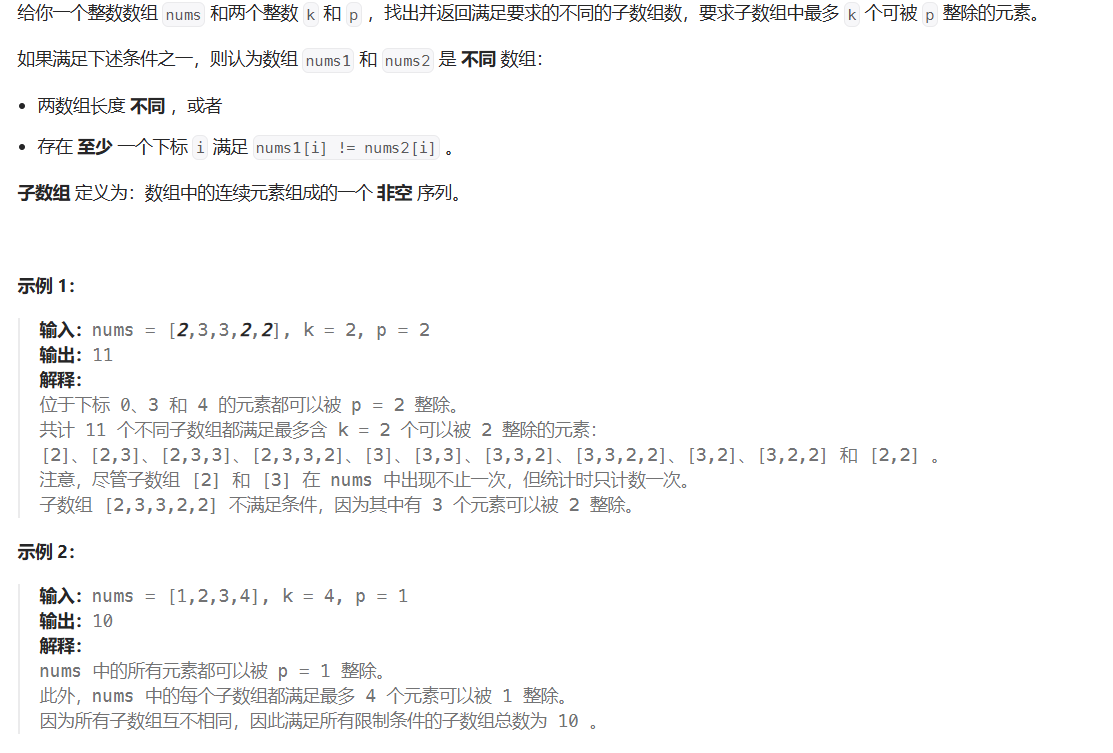 给你一个整数数组 nums 和两个整数 k 和 p ，找出并返回满足要求的不同的子数组数，要求子数组中最多 k 个可被 p 整除的元素。
如果满足下述条件之一，则认为数组 nums1 和 nums2 是 不同 数组：
• 两数组长度 不同 ，或者
• 存在 至少 一个下标 i 满足 nums1[i] != nums2[i] 。
子数组 定义为：数组中的连续元素组成的一个 非空 序列。
示例 1：
输入：nums = [2,3,3,2,2], k = 2, p = 2
输出：11
解释：
位于下标 0、3 和 4 的元素都可以被 p = 2 整除。
共计 11 个不同子数组都满足最多含 k = 2 个可以被 2 整除的元素：
[2]、[2,3]、[2,3,3]、[2,3,3,2]、[3]、[3,3]、[3,3,2]、[3,3,2,2]、[3,2]、[3,2,2] 和 [2,2] 。
注意，尽管子数组 [2] 和 [3] 在 nums 中出现不止一次，但统计时只计数一次。
子数组 [2,3,3,2,2] 不满足条件，因为其中有 3 个元素可以被 2 整除。
示例 2：
输入：nums = [1,2,3,4], k = 4, p = 1
输出：10
解释：
nums 中的所有元素都可以被 p = 1 整除。
此外，nums 中的每个子数组都满足最多 4 个元素可以被 1 整除。
因为所有子数组互不相同，因此满足所有限制条件的子数组总数为 10 。